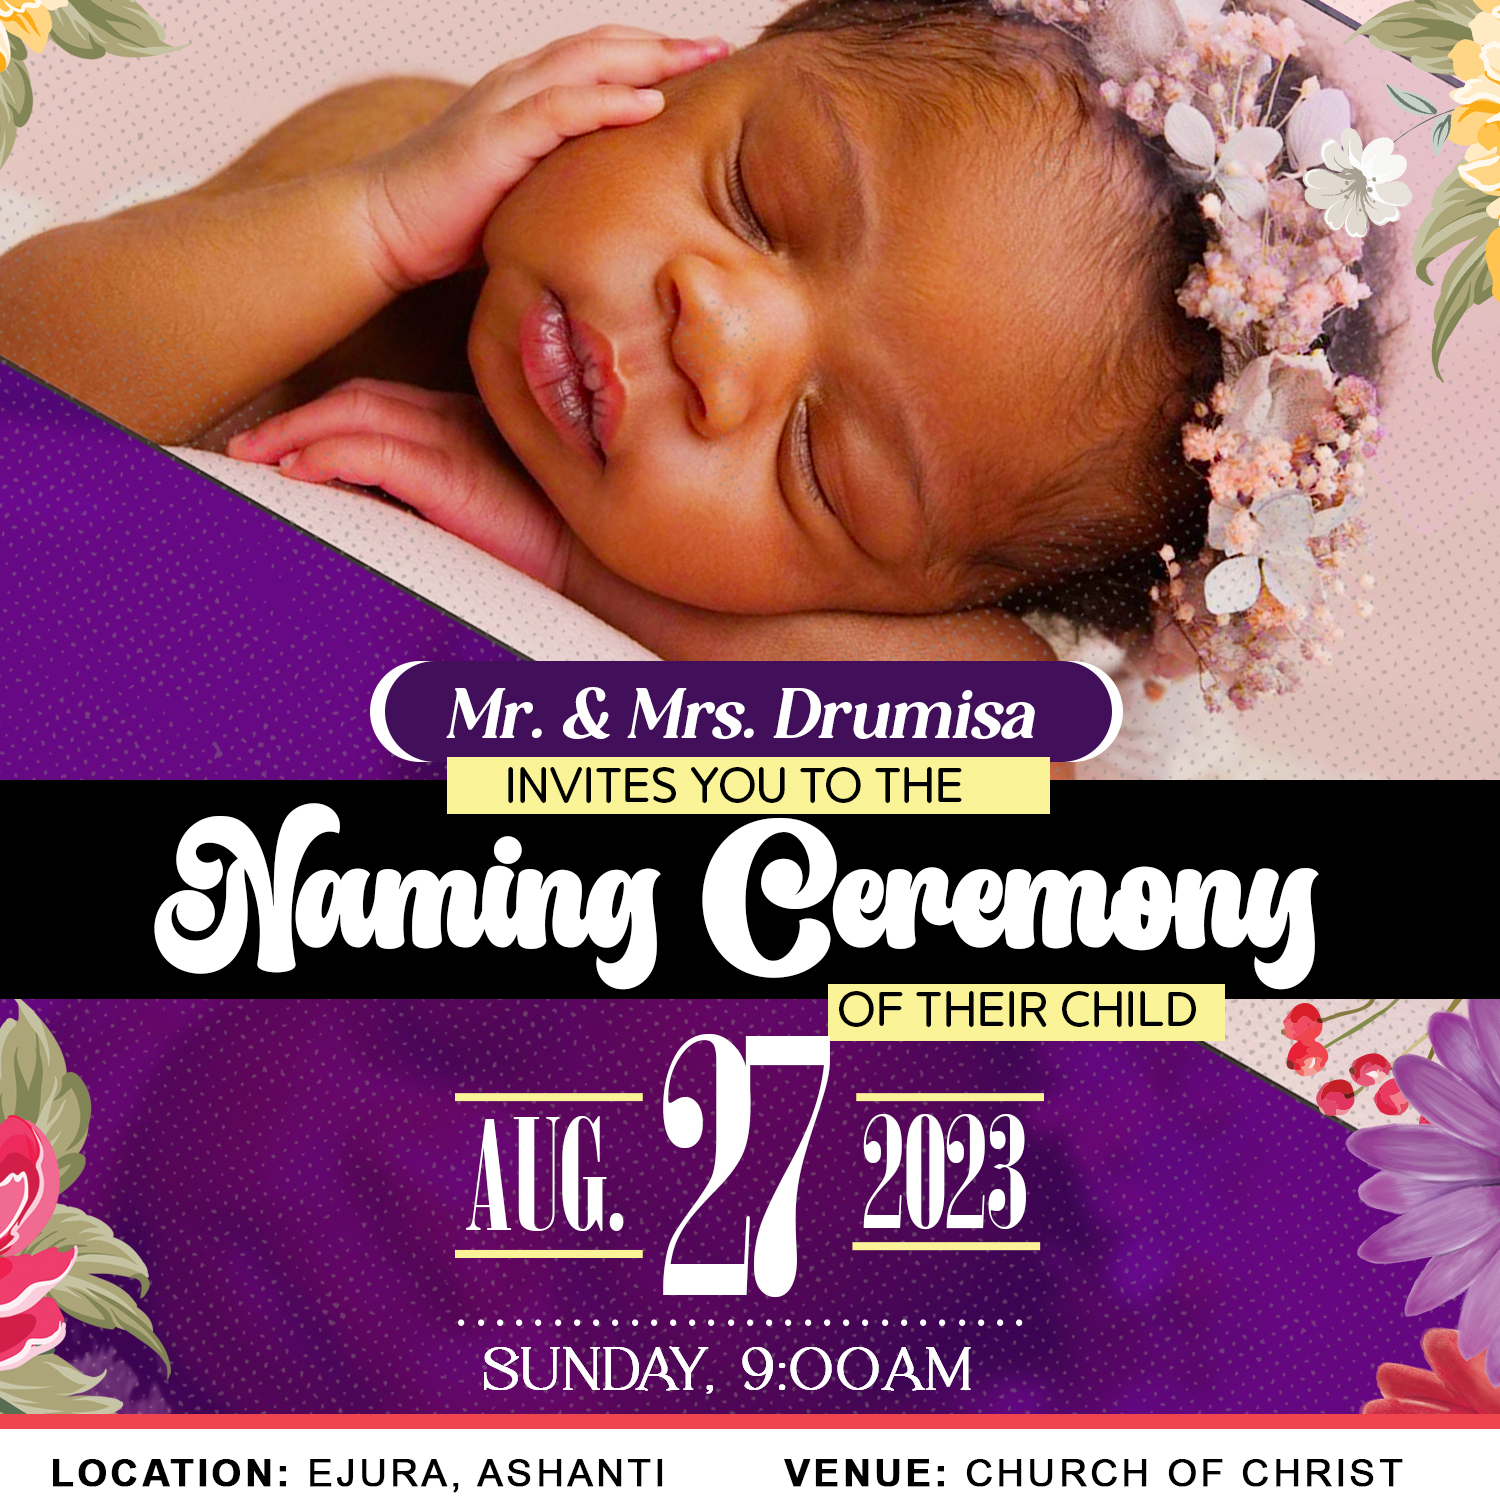 Mr. & Mrs. Drumisa
INVITES YOU TO THE
Naming Ceremony
OF THEIR CHILD
AUG. 27 2023
SUNDAY, 9:00AM
LOCATION: EJURA, ASHANTI VENUE: CHURCH OF CHRIST